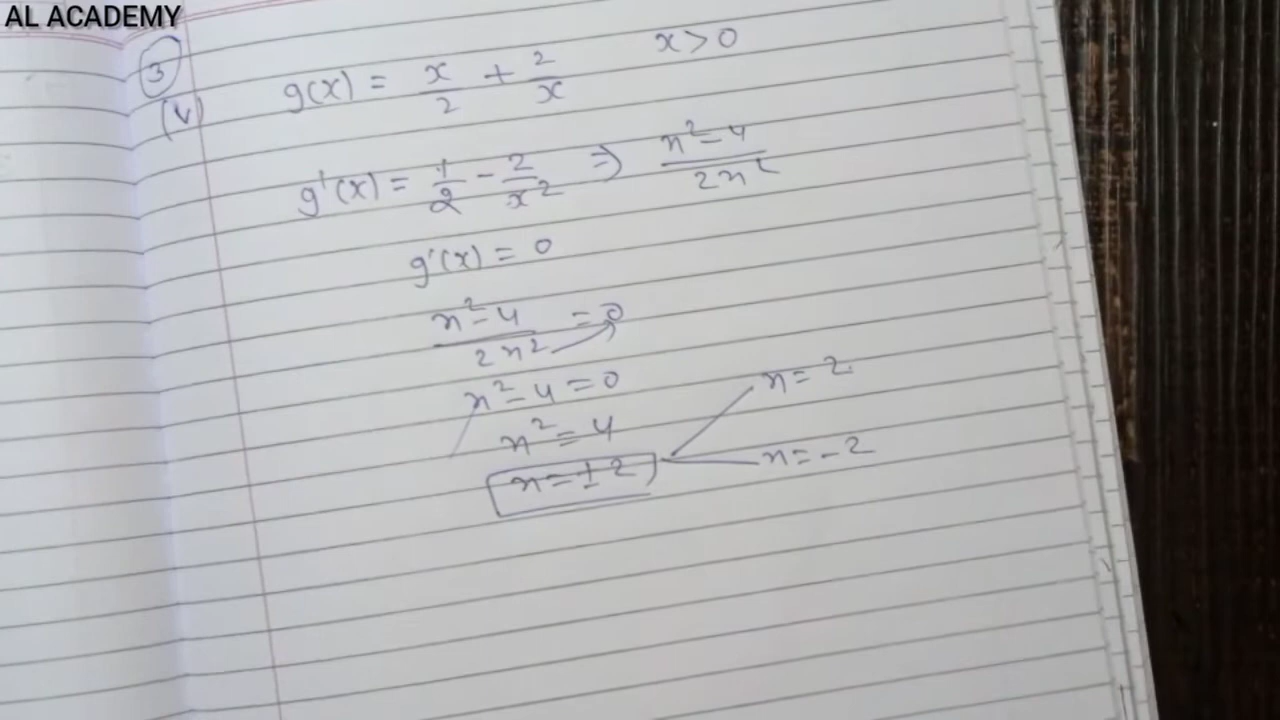 AL ACADEMY
3
(v) g(x) = x/2 + 2/x x > 0
g'(x) = 1/2 - 2/x² ⇒ x² - 4 / 2x²
g'(x) = 0
x² - 4 / 2x² = 0
x² - 4 = 0
x² = 4
x = ± 2
x = 2
x = -2